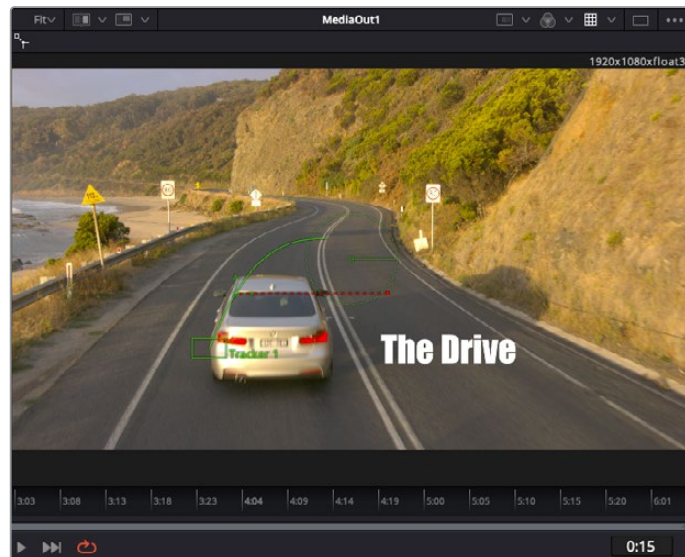 Fit
MediaOut1
1920x1080xfloat3
Tracker 1
The Drive
3:03 3:08 3:13 3:18 3:23 4:04 4:09 4:14 4:19 5:00 5:05 5:10 5:15 5:20 6:01
0:15